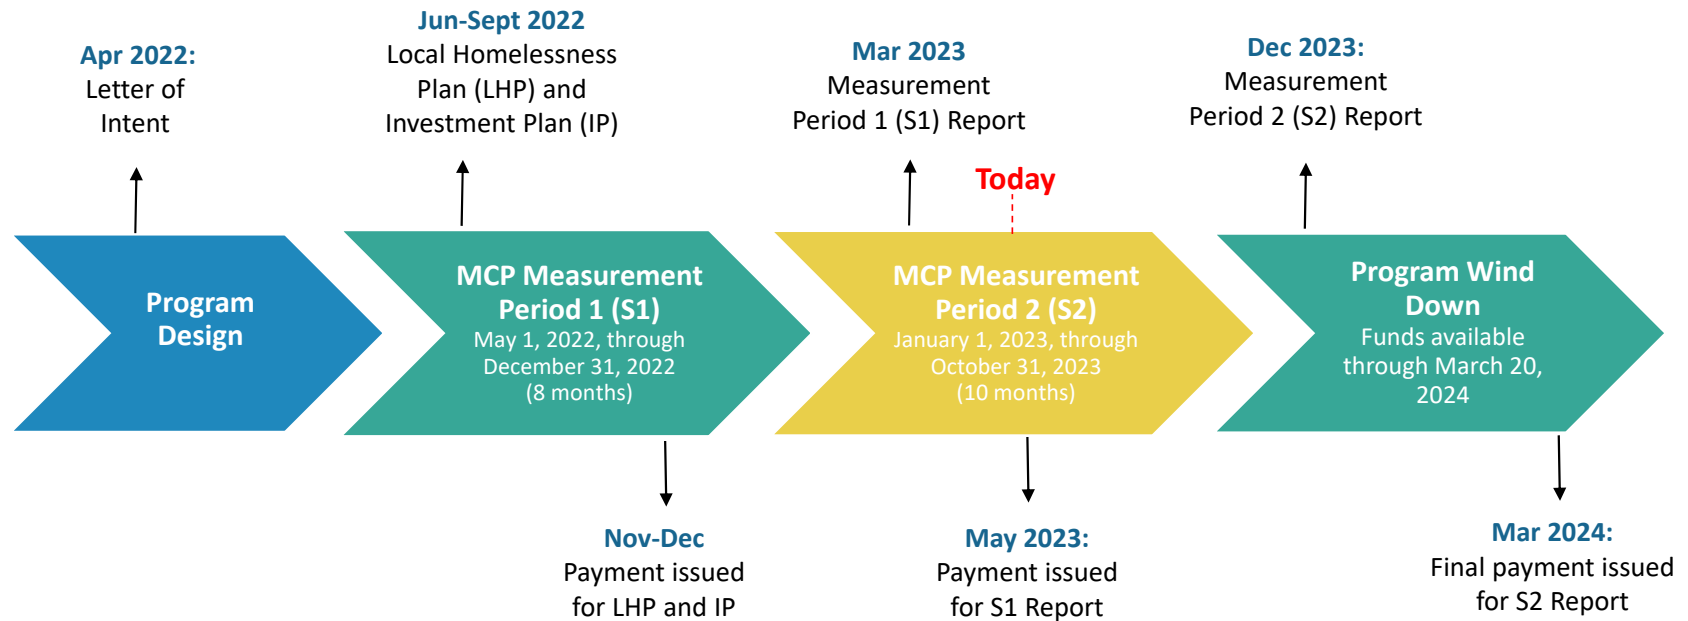 Apr 2022:
Letter of
Intent
Jun-Sept 2022
Local Homelessness
Plan (LHP) and
Investment Plan (IP)
Mar 2023
Measurement
Period 1 (S1) Report
Today
Dec 2023:
Measurement
Period 2 (S2) Report
Program
Design
MCP Measurement
Period 1 (S1)
May 1, 2022, through
December 31, 2022
(8 months)
MCP Measurement
Period 2 (S2)
January 1, 2023, through
October 31, 2023
(10 months)
Program Wind
Down
Funds available
through March 20,
2024
Nov-Dec
Payment issued
for LHP and IP
May 2023:
Payment issued
for S1 Report
Mar 2024:
Final payment issued
for S2 Report